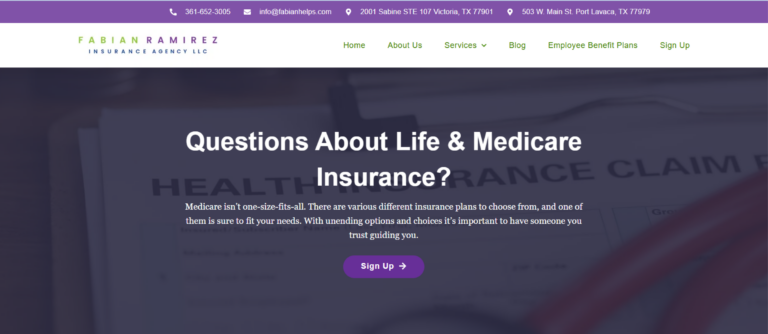 361-652-3005 info@fabianhelps.com 2001 Sabine STE 107 Victoria, TX 77901 503 W. Main St. Port Lavaca, TX 77979
FABIAN RAMIREZ
INSURANCE AGENCY LLC
Home About Us Services Blog Employee Benefit Plans Sign Up
Questions About Life & Medicare
Insurance?
HEALTH INSURANCE CLAIM
Medicare isn't one-size-fits-all. There are various different insurance plans to choose from, and one of
them is sure to fit your needs. With unending options and choices it's important to have someone you
trust guiding you.
Sign Up